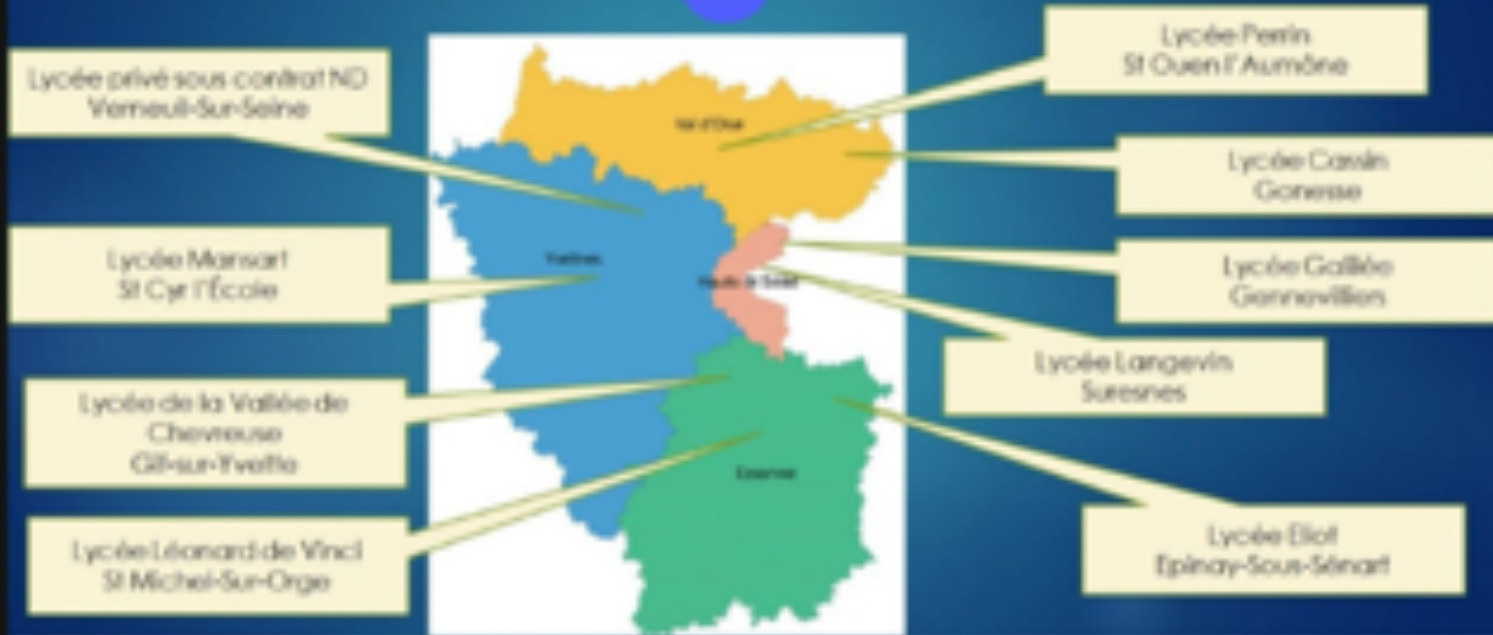 Lycée privé sous contrat ND
Verneuil-Sur-Seine
Lycée Mansart
St Cyr l'École
Lycée de la Vallée de
Chevreuse
Gif-sur-Yvette
Lycée Léonard de Vinci
St Michel-Sur-Orge
Val d'Oise
Yvelines
Hauts de Seine
Essonne
Lycée Perrin
St Ouen l'Aumône
Lycée Cassin
Gonesse
Lycée Galilée
Gennevilliers
Lycée Langevin
Suresnes
Lycée Eliot
Epinay-Sous-Sénart